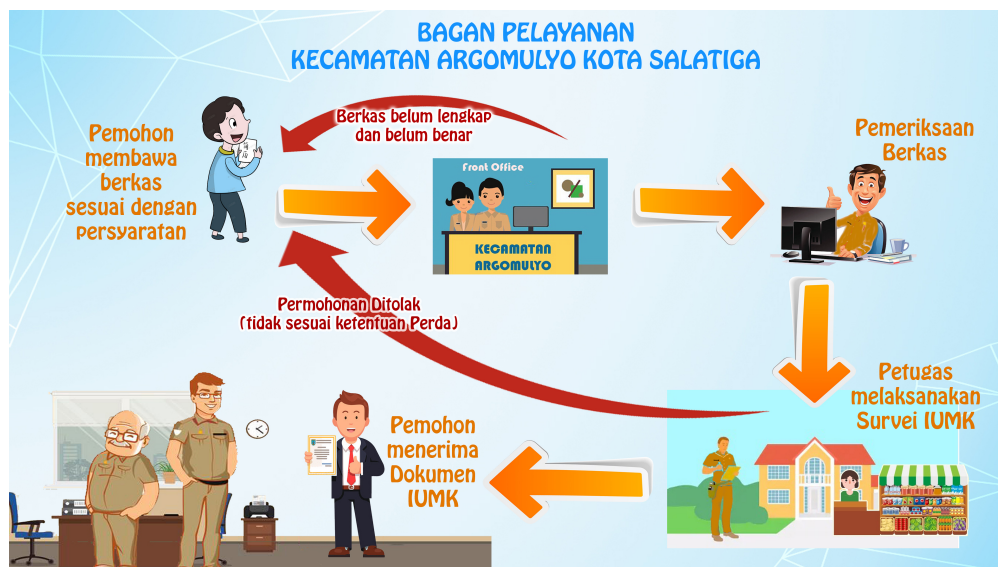 BAGAN PELAYANAN
KECAMATAN ARGOMULYO KOTA SALATIGA
Pemohon
membawa
berkas
sesuai dengan
persyaratan
Berkas belum lengkap
dan belum benar
Front Office
KECAMATAN
ARGOMULYO
Pemeriksaan
Berkas
Permohonan Ditolak
(tidak sesuai ketentuan Perda)
Petugas
melaksanakan
Survei IUMK
Pemohon
menerima
Dokumen
IUMK